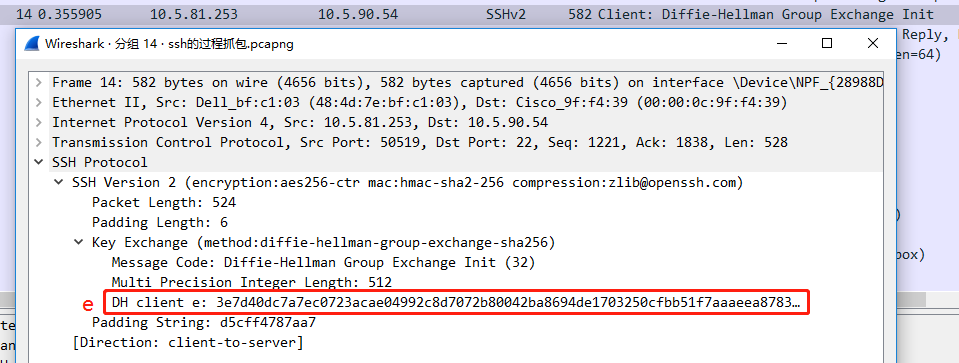 14 0.355905 10.5.81.253 10.5.90.54 SSHv2 582 Client: Diffie-Hellman Group Exchange Init
Reply,
Wireshark · 分组 14 · ssh的过程抓包.pcapng
en=64)
Frame 14: 582 bytes on wire (4656 bits), 582 bytes captured (4656 bits) on interface \Device\NPF_{28988D
Ethernet II, Src: Dell_bf:c1:03 (48:4d:7e:bf:c1:03), Dst: Cisco_9f:f4:39 (00:00:0c:9f:f4:39)
Internet Protocol Version 4, Src: 10.5.81.253, Dst: 10.5.90.54
Transmission Control Protocol, Src Port: 50519, Dst Port: 22, Seq: 1221, Ack: 1838, Len: 528
SSH Protocol
SSH Version 2 (encryption:aes256-ctr mac:hmac-sha2-256 compression:zlib@openssh.com)
Packet Length: 524
Padding Length: 6
)
Key Exchange (method:diffie-hellman-group-exchange-sha256)
box)
Message Code: Diffie-Hellman Group Exchange Init (32)
Multi Precision Integer Length: 512
e DH client e: 3e7d40dc7a7ec0723acae04992c8d7072b80042ba8694de1703250cfbb51f7aaaeea8783…
Padding String: d5cff4787aa7
[Direction: client-to-server]